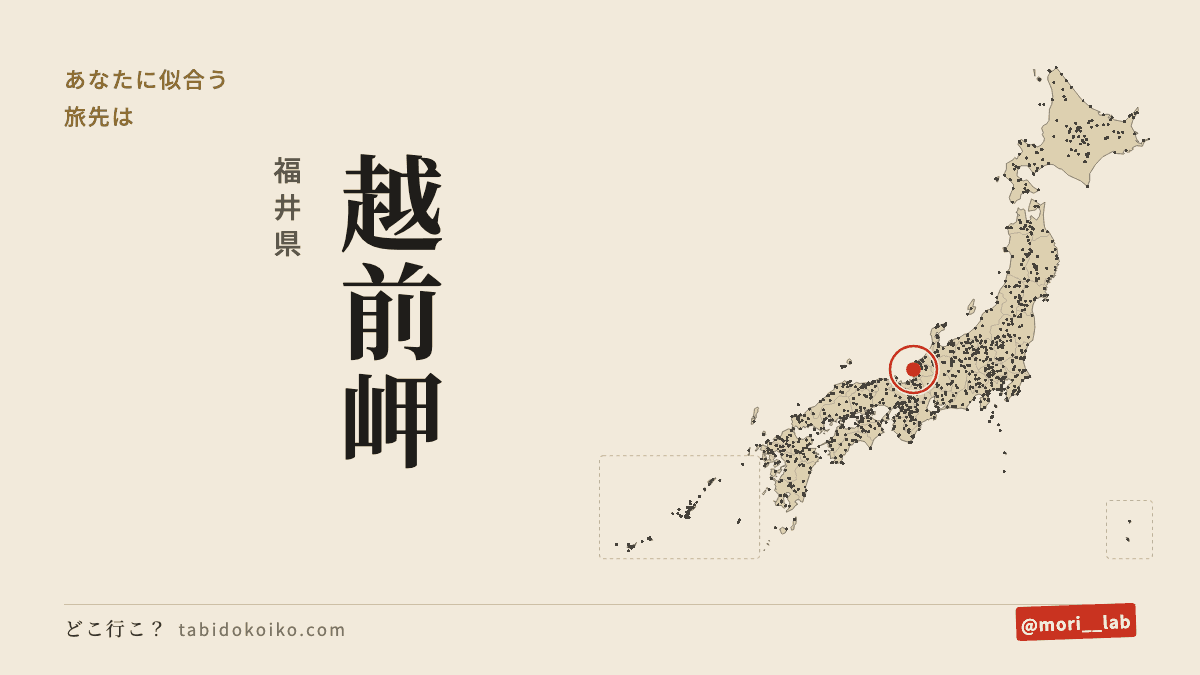 あなたに似合う
旅先は
越前岬
福井県
どこ行こ？ tabidokoiko.com
@mori__lab